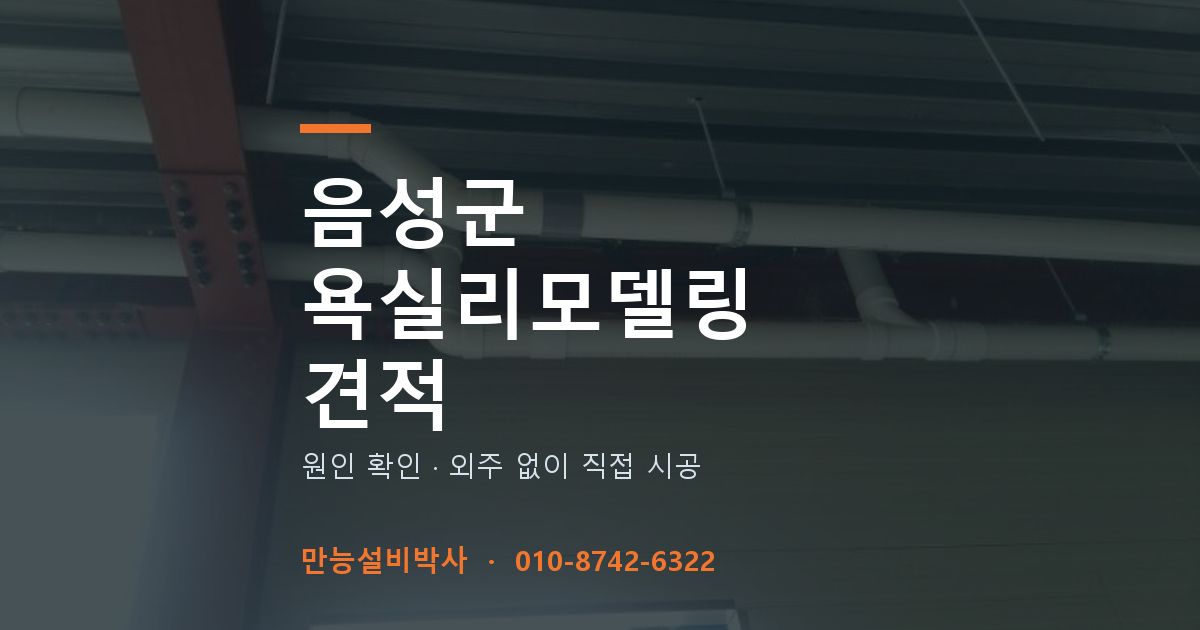 음성군
욕실리모델링
견적
원인 확인 · 외주 없이 직접 시공
만능설비박사 · 010-8742-6322